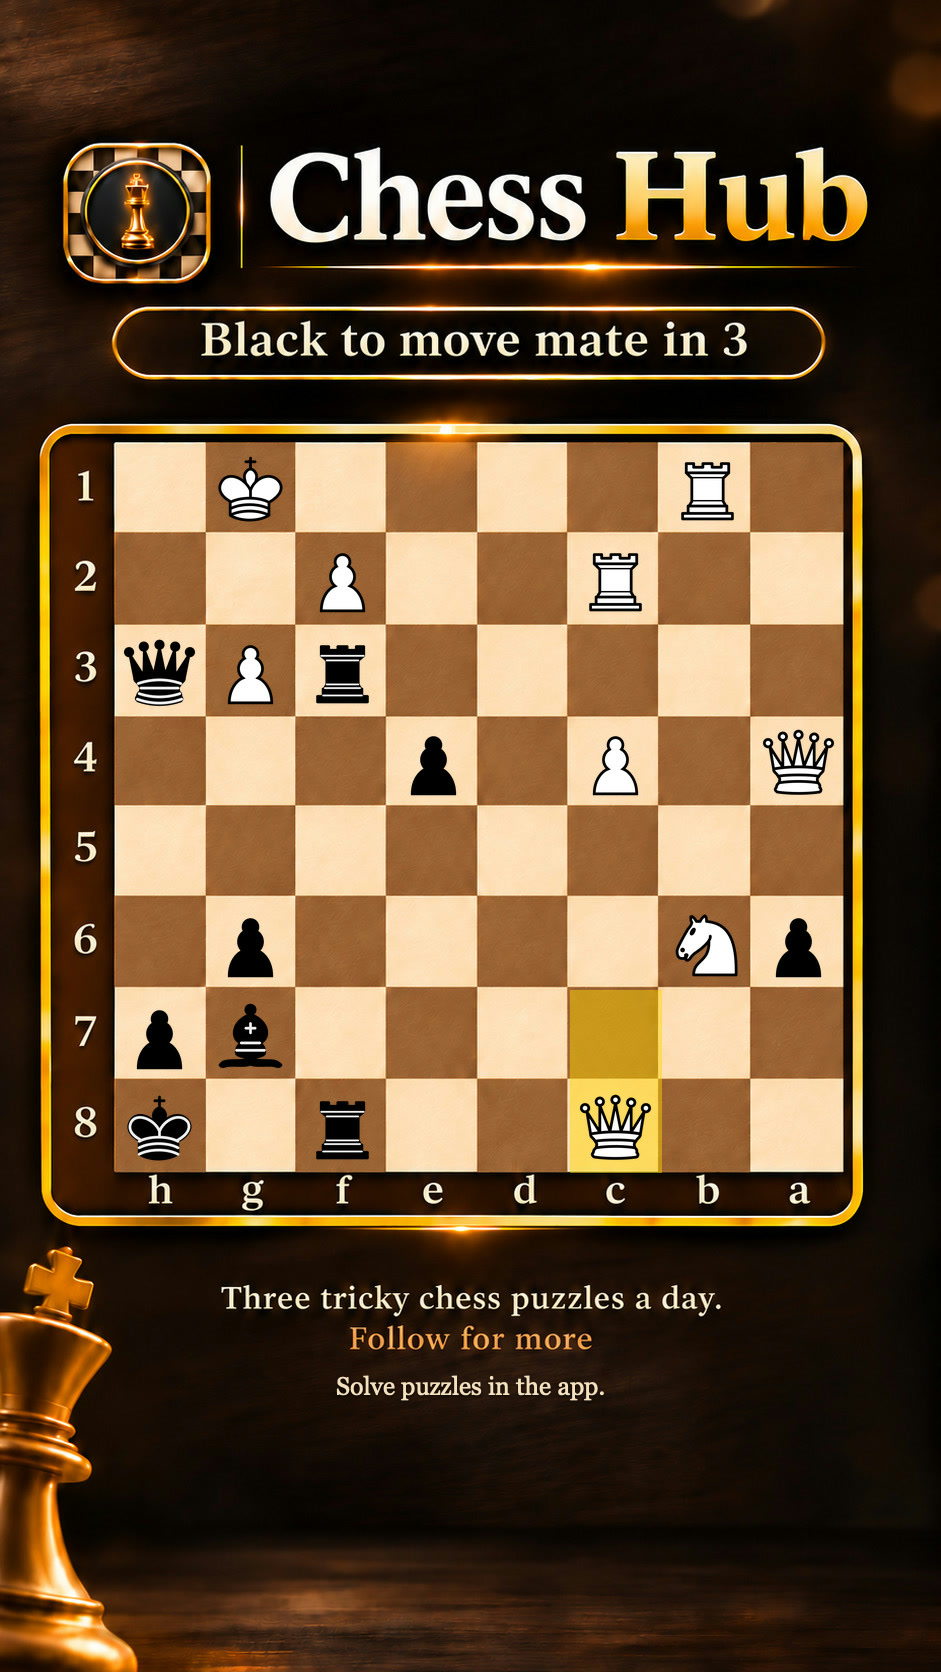 Chess Hub
Black to move mate in 3
1
2
3
4
5
6
7
8
h g f e d c b a
Three tricky chess puzzles a day.
Follow for more
Solve puzzles in the app.